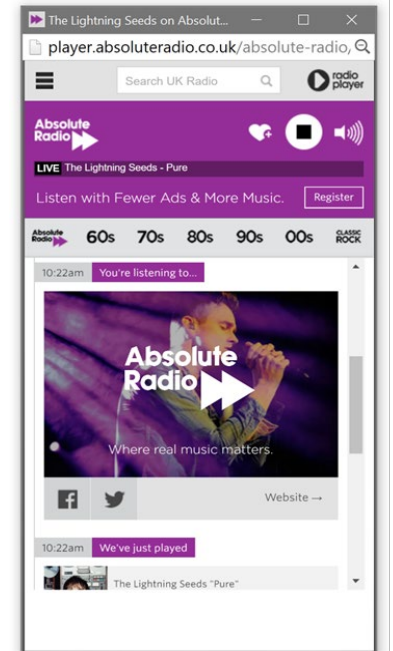 The Lightning Seeds on Absolut...
player.absoluteradio.co.uk/absolute-radio/
Search UK Radio
radio
player
Absolute
Radio
LIVE The Lightning Seeds - Pure
Listen with Fewer Ads & More Music.
Register
Absolute
Radio
60s
70s
80s
90s
00s
CLASSIC
ROCK
10:22am
You're listening to...
Absolute
Radio
Where real music matters.
Website →
10:22am
We've just played
The Lightning Seeds "Pure"